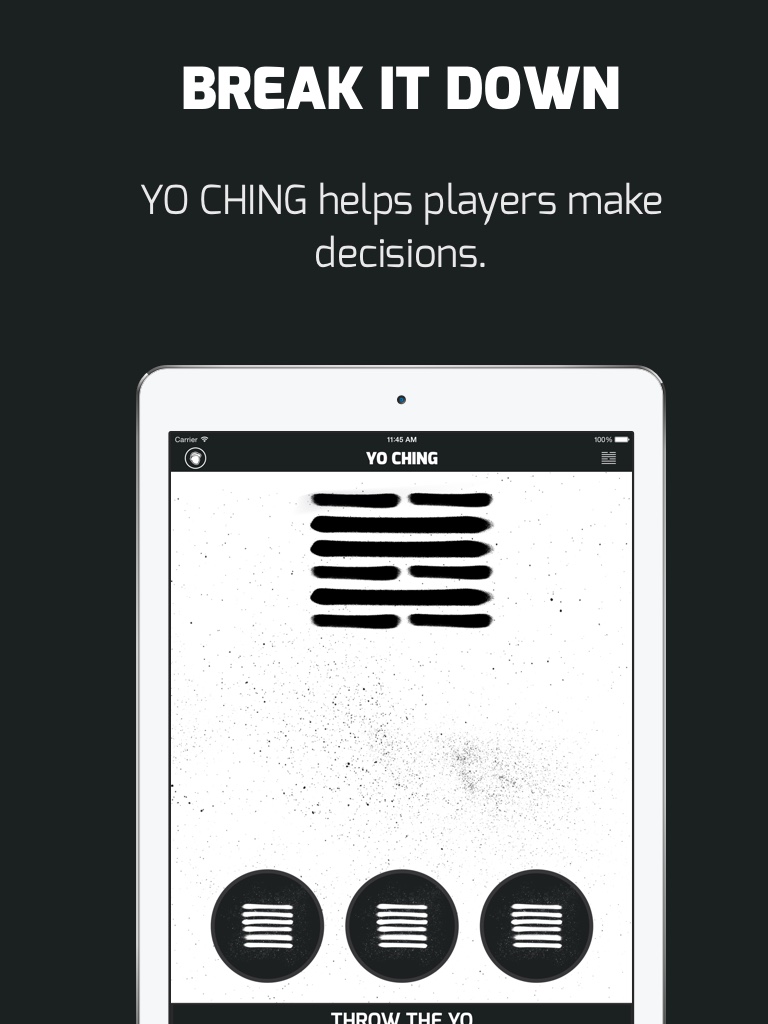 BREAK IT DOWN
YO CHING helps players make
decisions.
Carrier 11:45 AM 100%
YO CHING
THROW THE YO